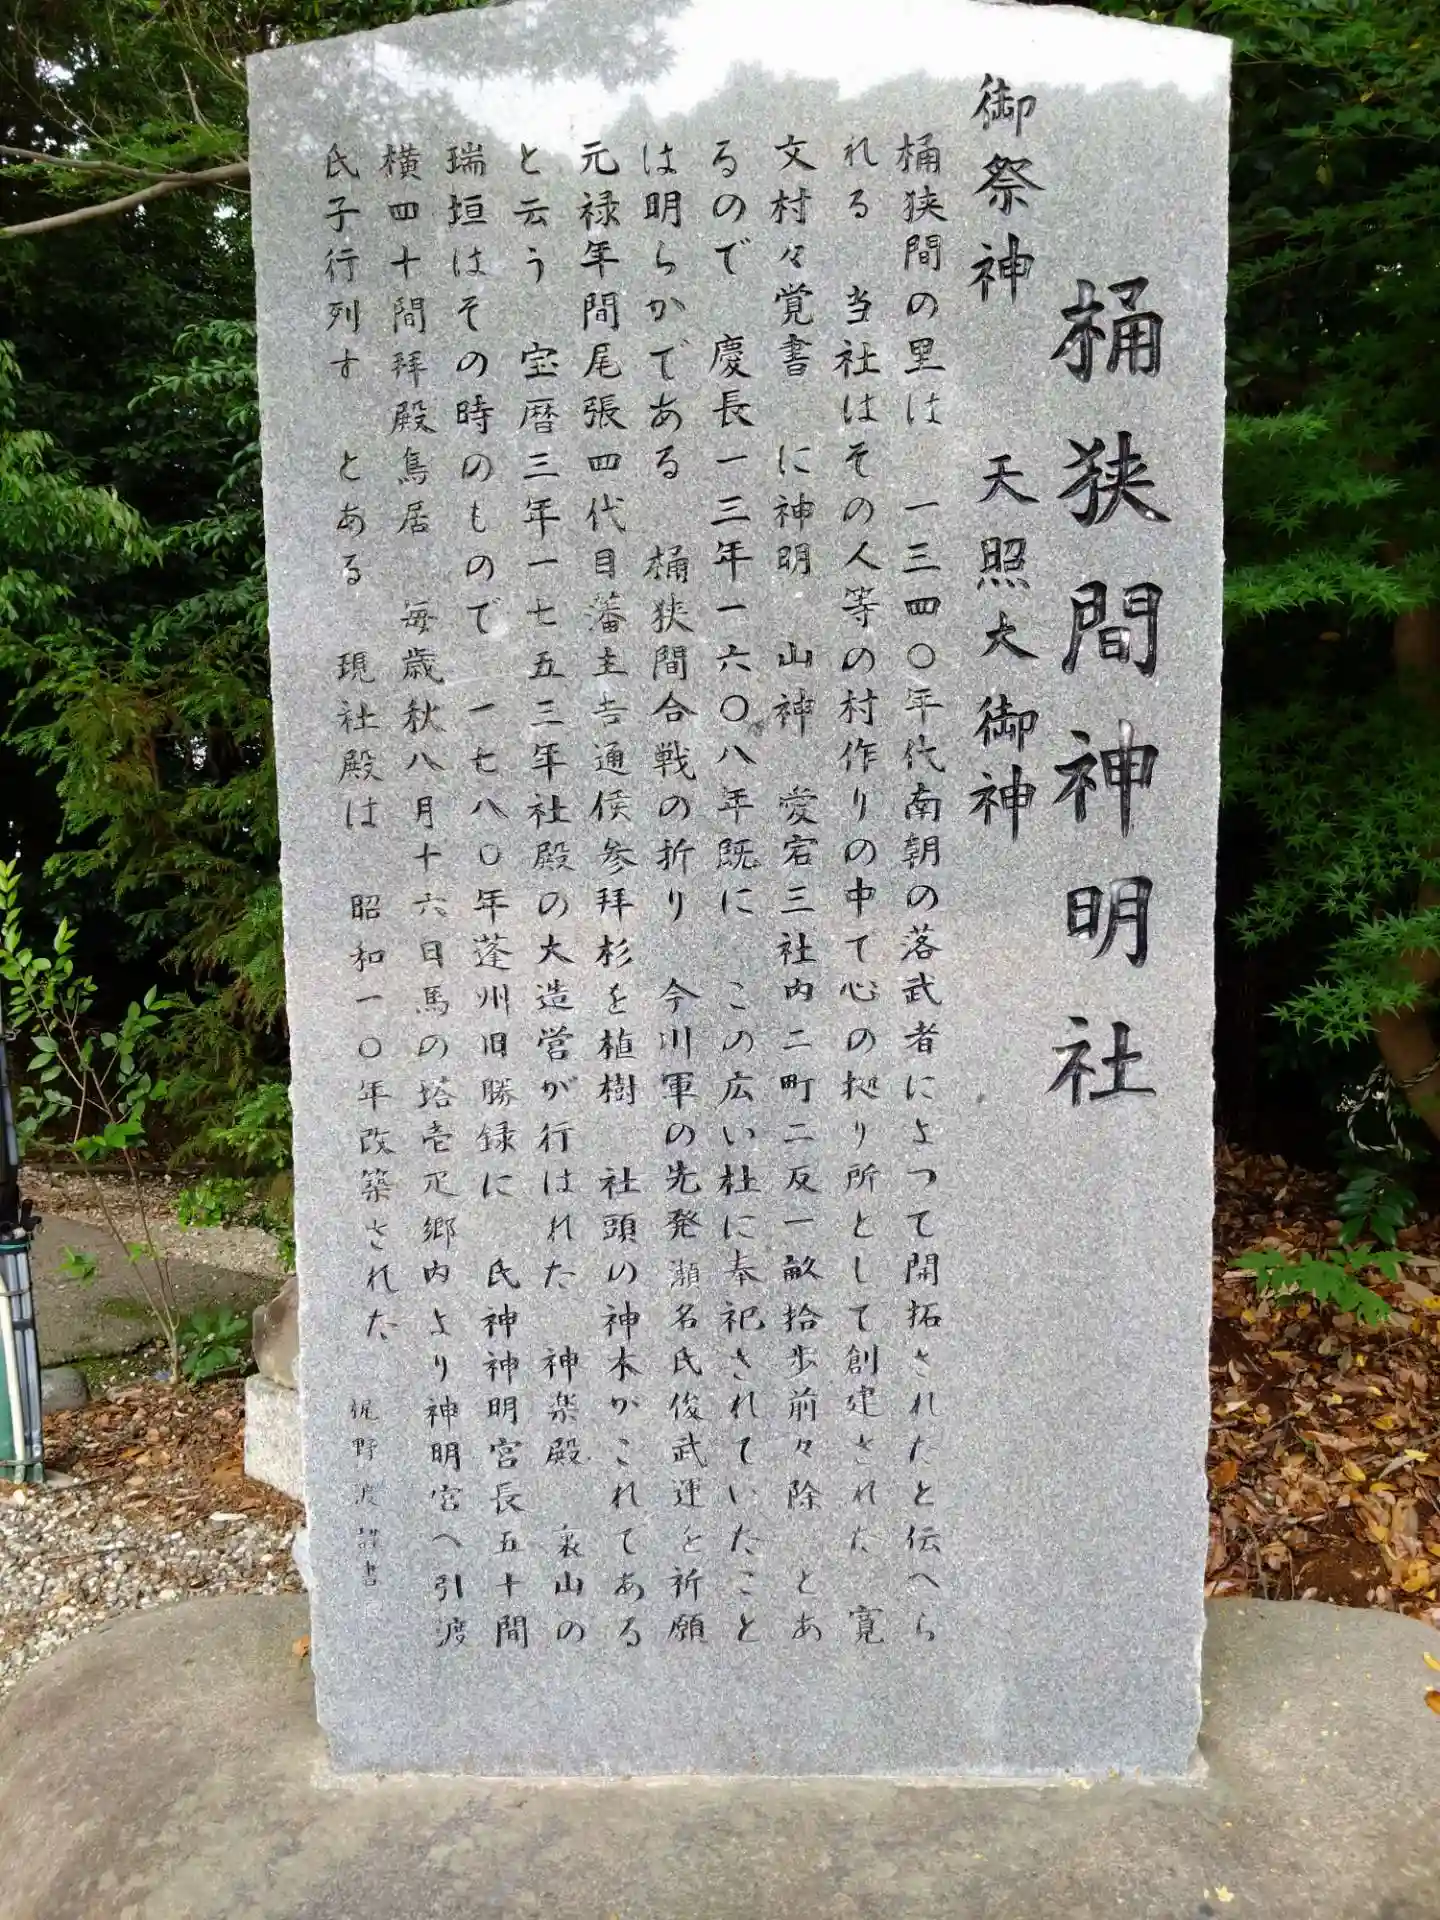 桶狭間神明社
御祭神　天照大御神
桶狭間の里は　一三四〇年代南朝の落武者によって開拓されたと伝へら
れる　当社はその人等の村作りの中で心の拠り所として創建された　寛
文村々覚書　に神明　山神　愛宕三社内二町二反一畝拾歩前々除　とあ
るので　慶長一三年一六〇八年既に　この広い杜に奉祀されていたこと
は明らかである　桶狭間合戦の折り　今川軍の先発瀬名氏俊武運を祈願
元禄年間尾張四代目藩主吉通侯参拝杉を植樹　社頭の神木がこれである
と云う　宝暦三年一七五三年社殿の大造営が行はれた　神楽殿　裏山の
瑞垣はその時のもので　一七八〇年蓬州旧勝録に　氏神神明宮長五十間
横四十間拝殿鳥居　毎歳秋八月十六日馬の塔壱疋郷内より神明宮へ引渡
氏子行列す　とある　現社殿は　昭和一〇年改築された　梶野渡謹書